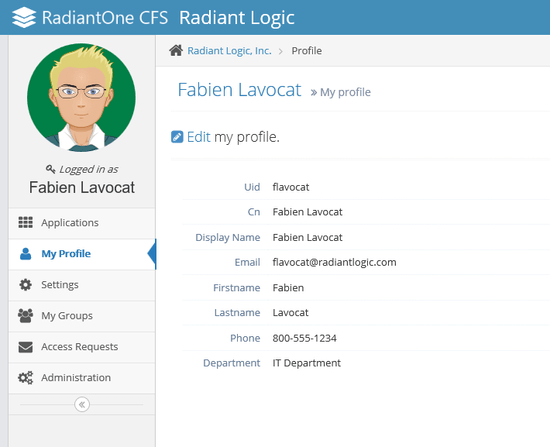 RadiantOne CFS Radiant Logic
Radiant Logic, Inc. > Profile
Fabien Lavocat » My profile
Edit my profile.
Logged in as
Fabien Lavocat
Applications
My Profile
Settings
My Groups
Access Requests
Administration
Uid flavocat
Cn Fabien Lavocat
Display Name Fabien Lavocat
Email flavocat@radiantlogic.com
Firstname Fabien
Lastname Lavocat
Phone 800-555-1234
Department IT Department